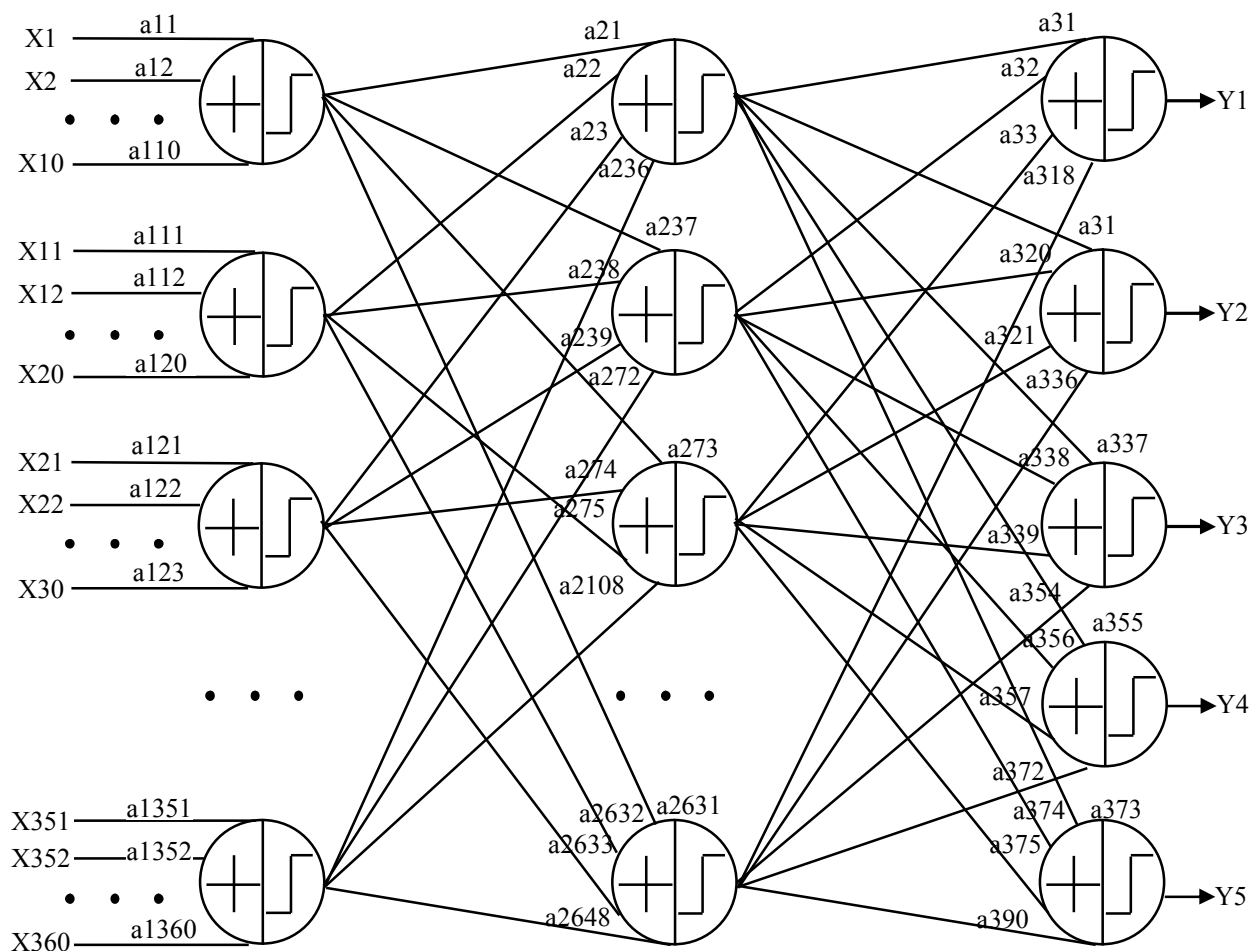 X1 a11 a21 a31
X2 a12 a22 a32 Y1
a23 a33
X10 a110 a236 a318
X11 a111 a237 a31
X12 a112 a238 a320 Y2
a239 a321
X20 a120 a272 a336
X21 a121 a273 a337
X22 a122 a274 a338
a275 a339 Y3
X30 a123 a2108 a354
a356 a355
a357 Y4
a372
X351 a1351 a2632 a2631 a374 a373
X352 a1352 a2633 a375
Y5
X360 a1360 a2648 a390